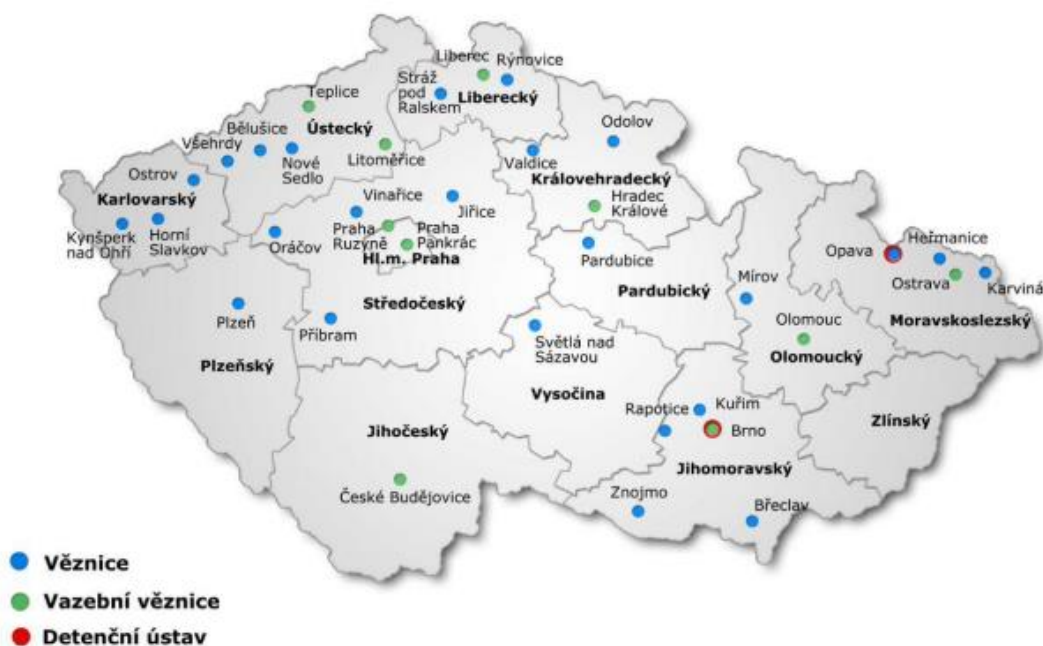 Liberec
Rýnovice
Stráž
pod
Ralskem
Liberecký
Teplice
Ústecký
Bělušice
Všehrdy
Nové
Sedlo
Litoměřice
Odolov
Valdice
Královehradecký
Hradec
Králové
Ostrov
Karlovarský
Kynšperk
nad Ohří
Horní
Slavkov
Vinařice
Jiřice
Oráčov
Praha
Ruzyně
Praha
Pankrác
Hl.m. Praha
Středočeský
Příbram
Pardubice
Pardubický
Mírov
Opava
Heřmanice
Ostrava
Karviná
Moravskoslezský
Olomouc
Olomoucký
Plzeň
Plzeňský
Světlá nad
Sázavou
Vysočina
Rapotice
Kuřim
Brno
Jihomoravský
Zlínský
Jihočeský
České Budějovice
Znojmo
Břeclav
Věznice
Vazební věznice
Detenční ústav